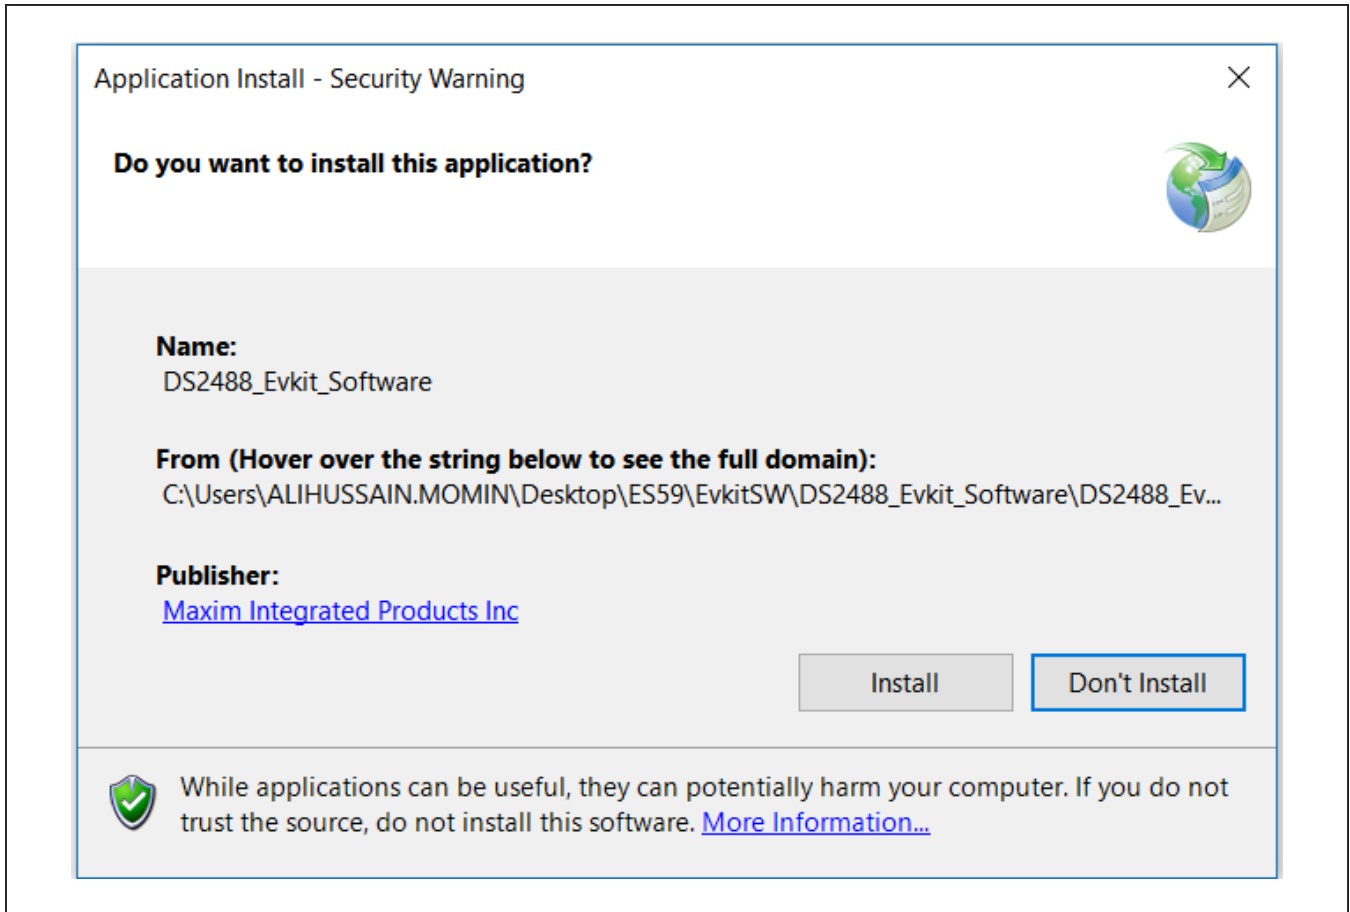 Application Install - Security Warning
Do you want to install this application?
Name:
DS2488_Evkit_Software
From (Hover over the string below to see the full domain):
C:\Users\ALIHUSSAIN.MOMIN\Desktop\ES59\EvkitSW\DS2488_Evkit_Software\DS2488_Ev...
Publisher:
Maxim Integrated Products Inc
Install
Don't Install
While applications can be useful, they can potentially harm your computer. If you do not
trust the source, do not install this software. More Information...